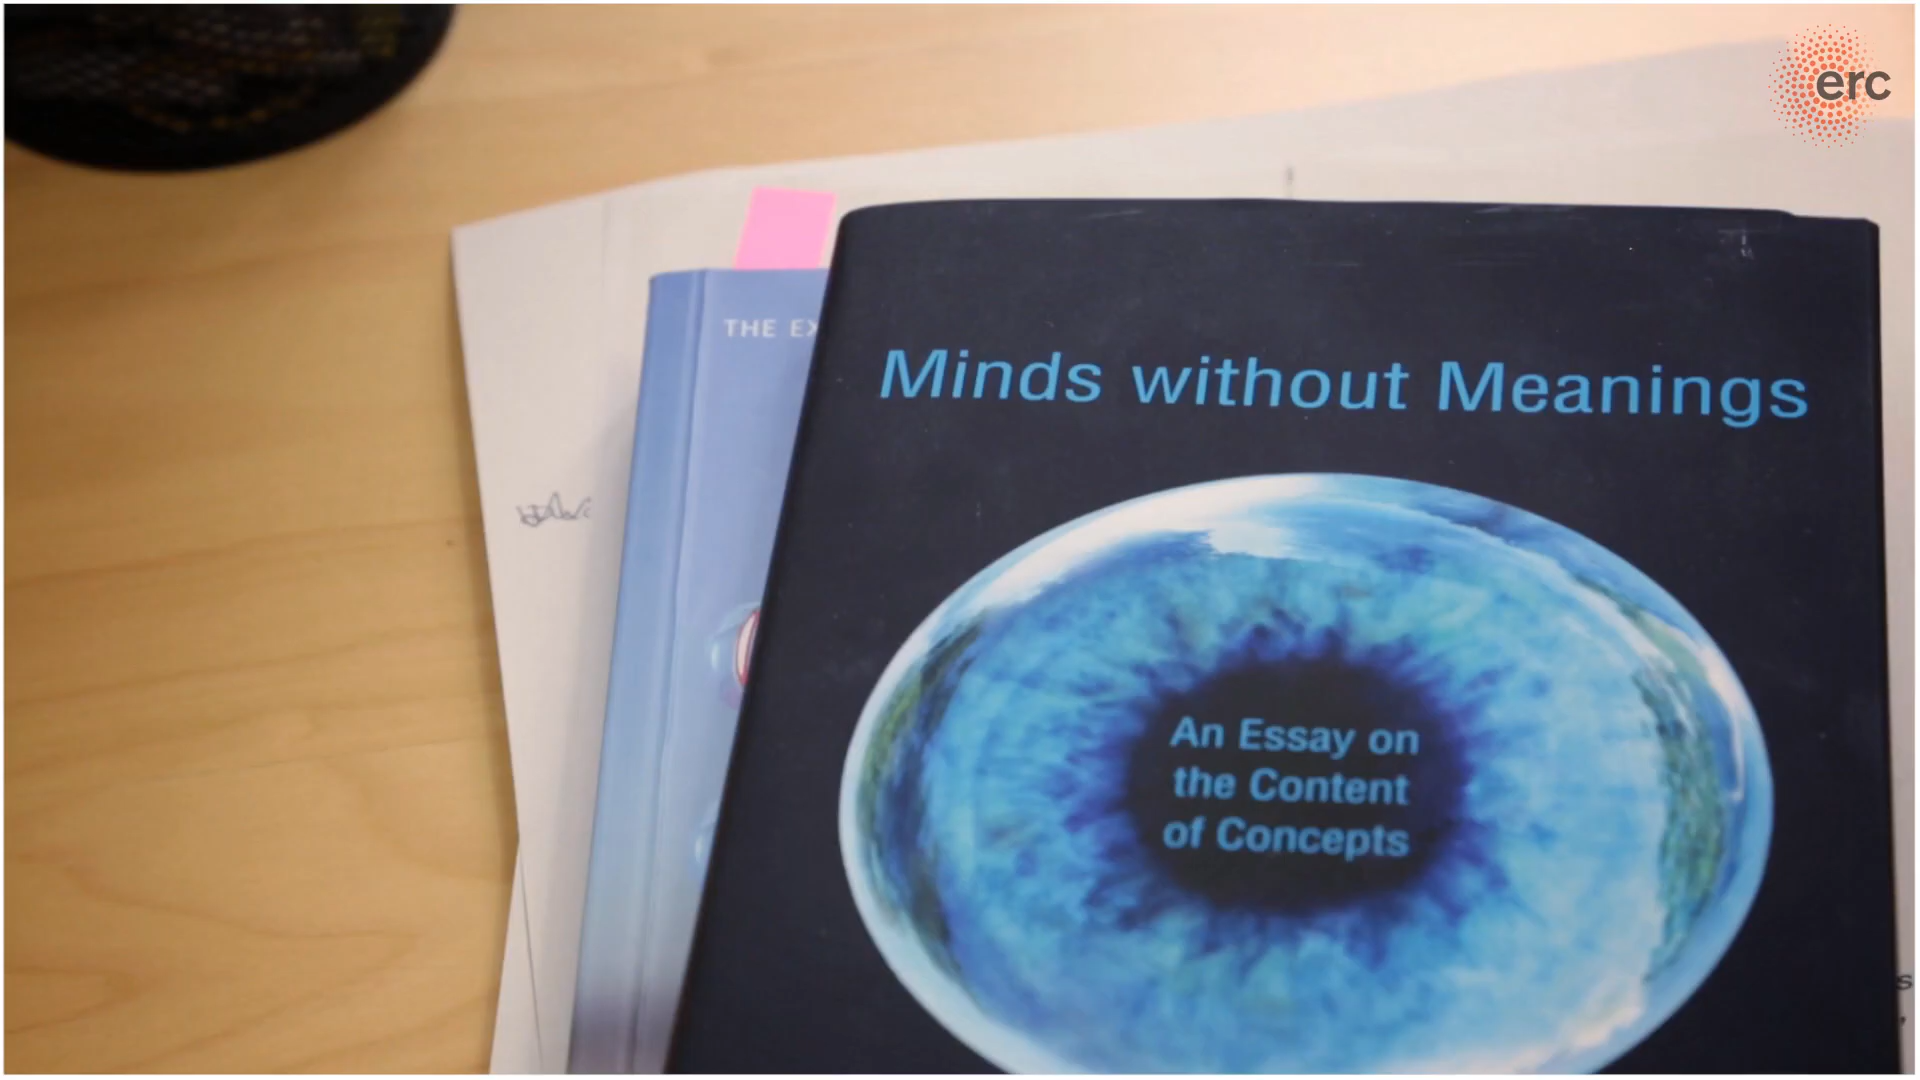 erc
THE EX
Minds without Meanings
An Essay on
the Content
of Concepts